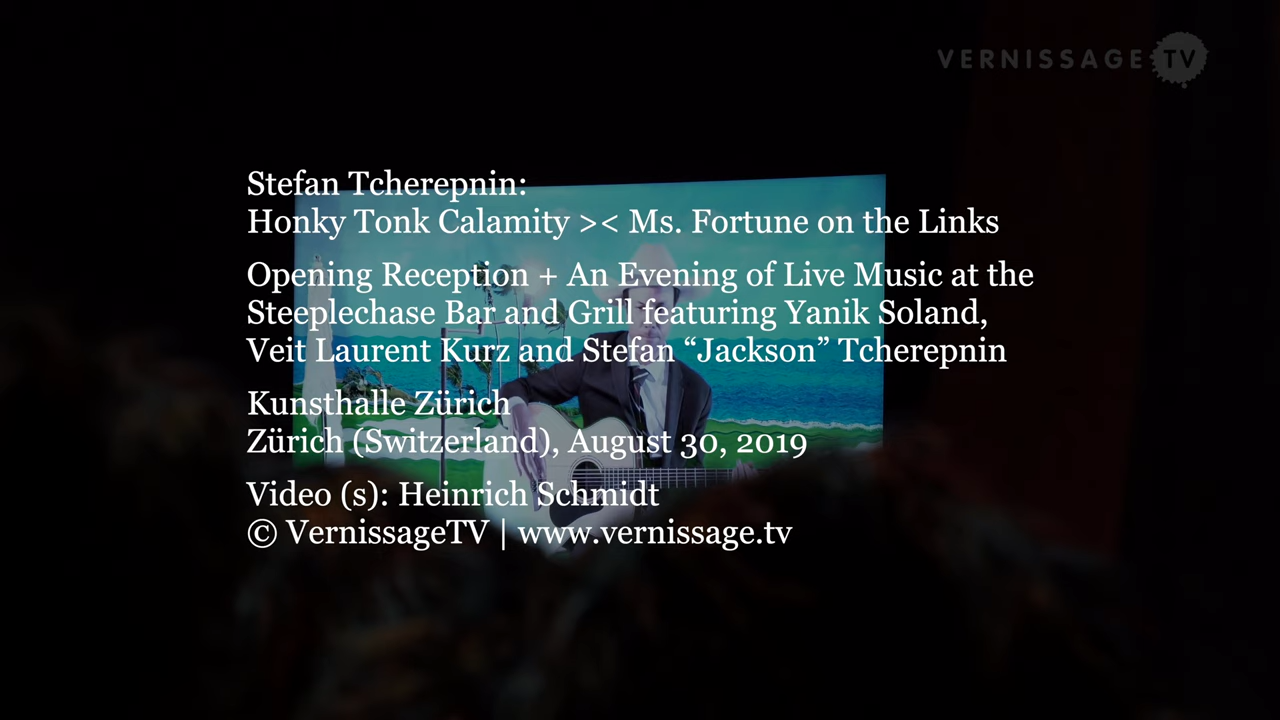 VERNISSAGE TV
Stefan Tcherepnin:
Honky Tonk Calamity >< Ms. Fortune on the Links
Opening Reception + An Evening of Live Music at the
Steeplechase Bar and Grill featuring Yanik Soland,
Veit Laurent Kurz and Stefan “Jackson” Tcherepnin
Kunsthalle Zürich
Zürich (Switzerland), August 30, 2019
Video (s): Heinrich Schmidt
© VernissageTV | www.vernissage.tv